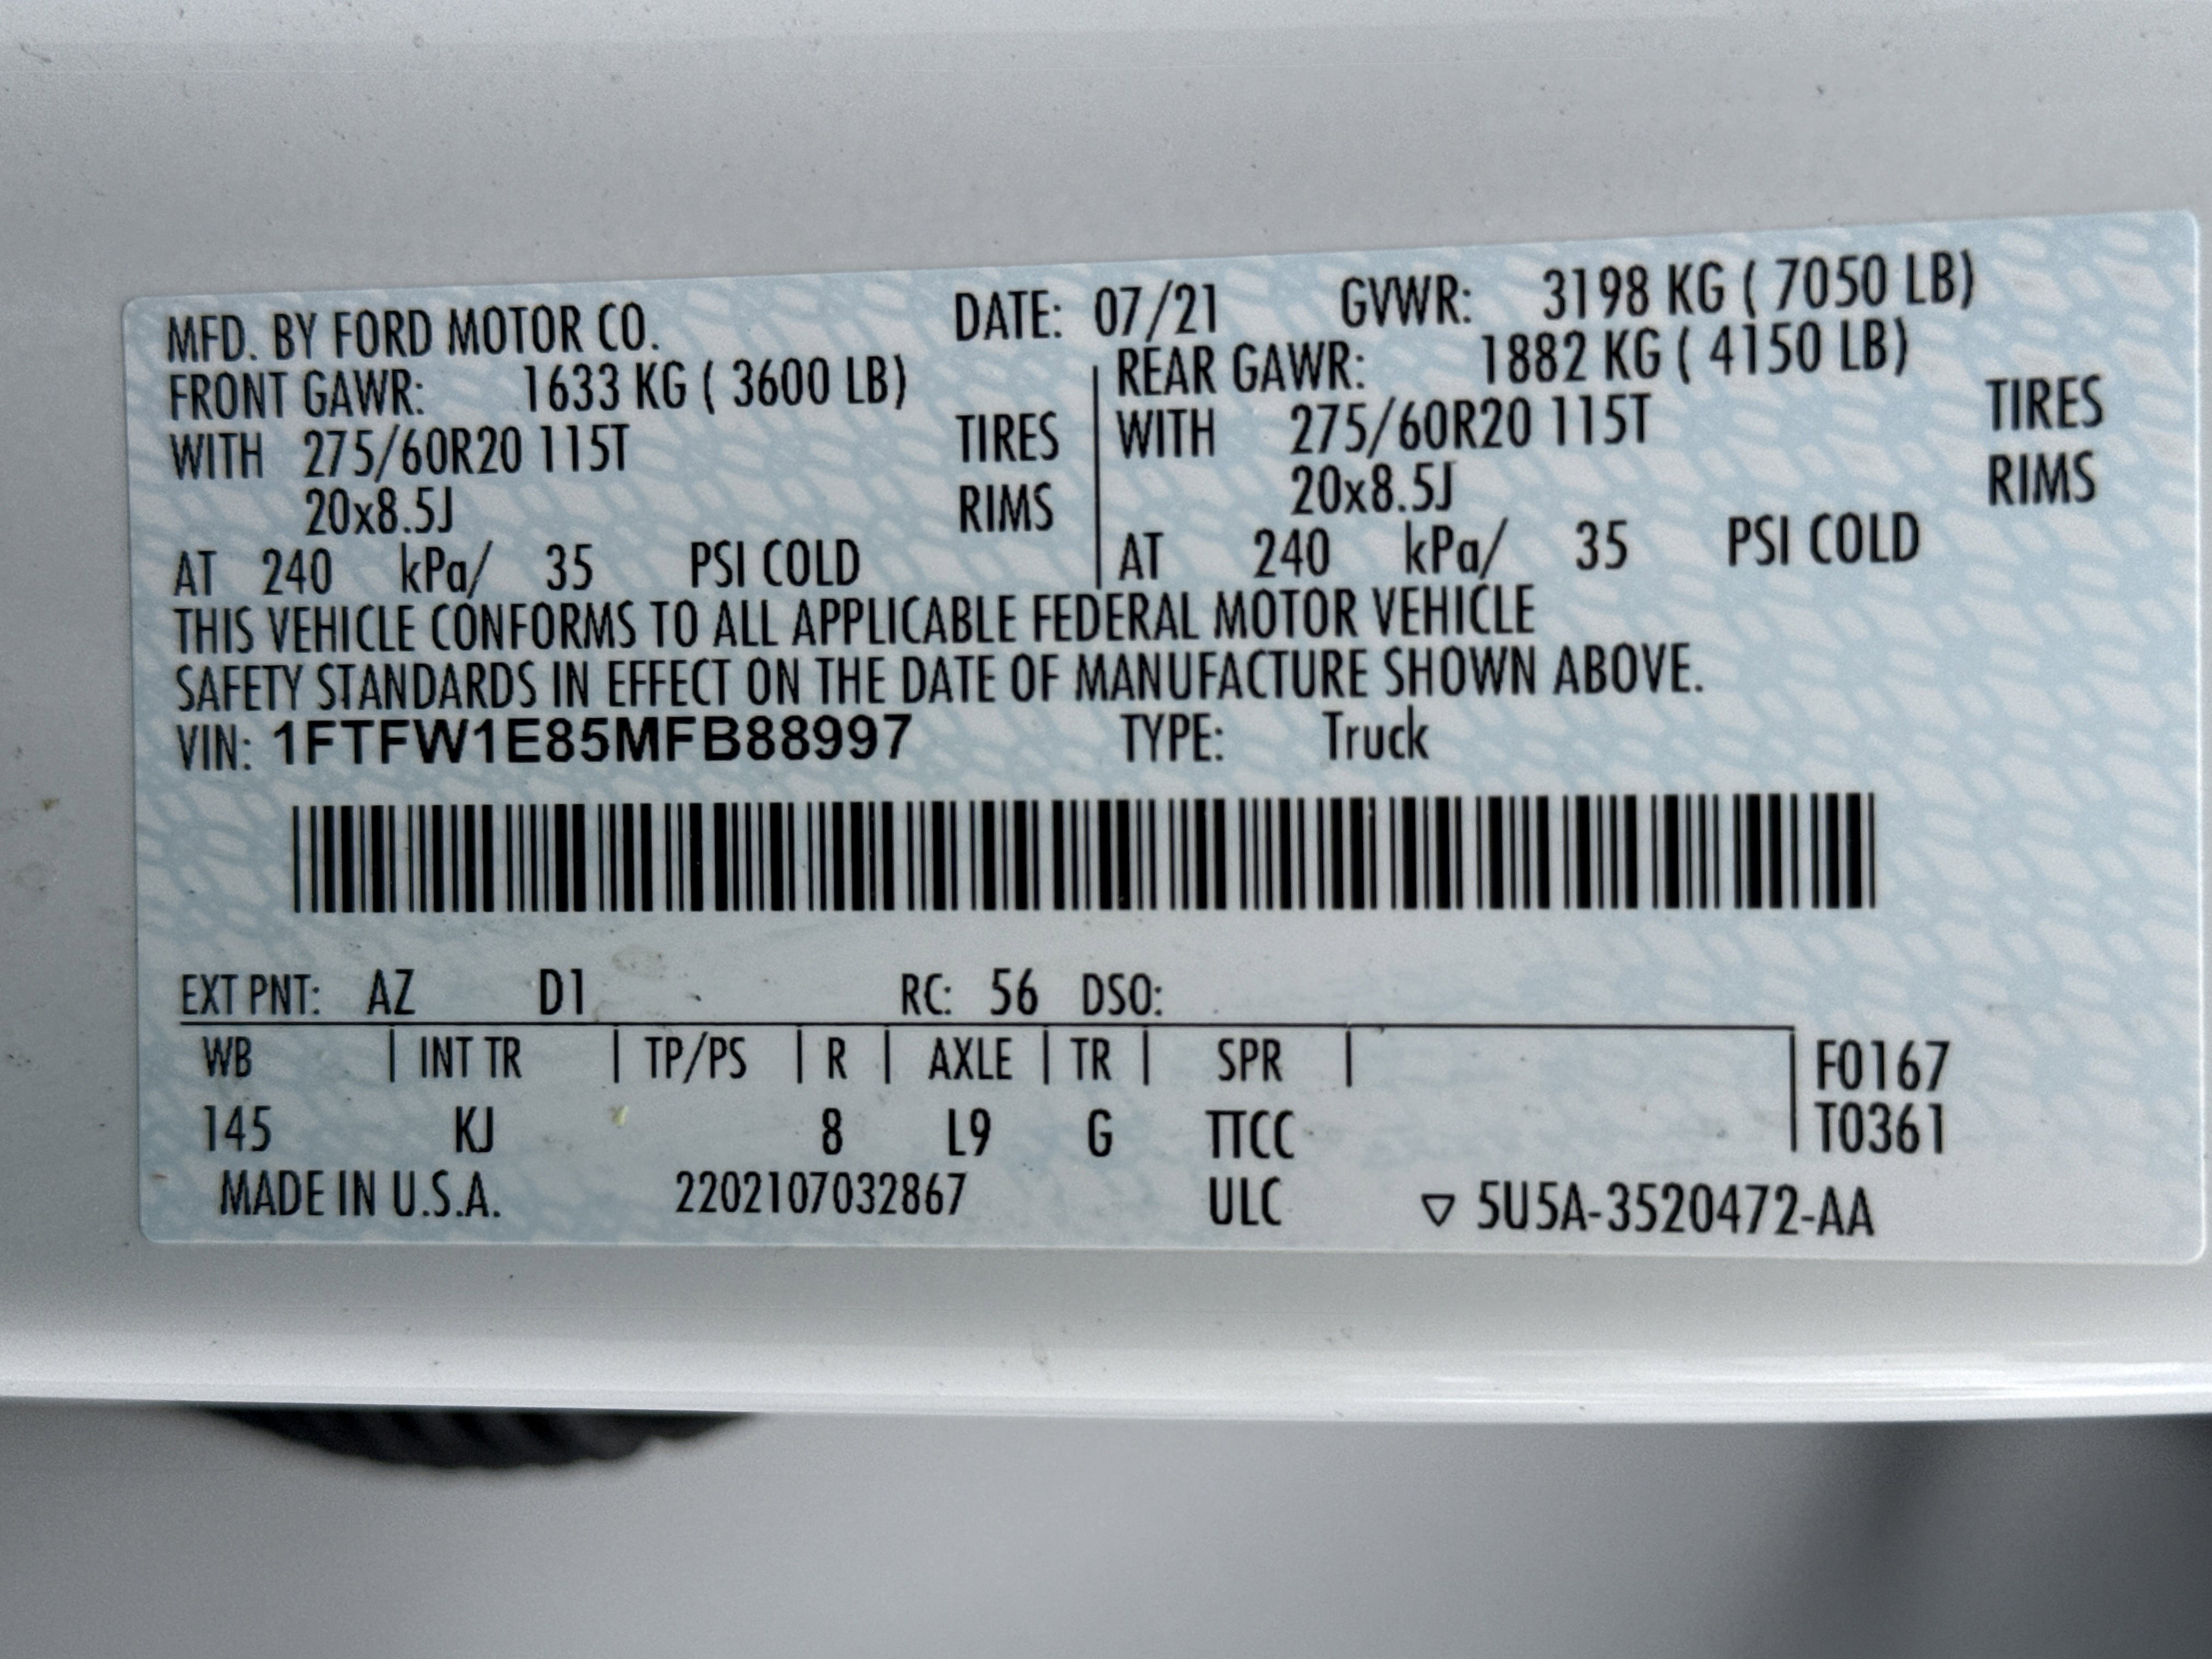 MFD. BY FORD MOTOR CO. DATE: 07/21 GVWR: 3198 KG ( 7050 LB)
FRONT GAWR: 1633 KG ( 3600 LB) REAR GAWR: 1882 KG ( 4150 LB)
WITH 275/60R20 115T TIRES WITH 275/60R20 115T TIRES
20x8.5J RIMS 20x8.5J RIMS
AT 240 kPa/ 35 PSI COLD AT 240 kPa/ 35 PSI COLD
THIS VEHICLE CONFORMS TO ALL APPLICABLE FEDERAL MOTOR VEHICLE
SAFETY STANDARDS IN EFFECT ON THE DATE OF MANUFACTURE SHOWN ABOVE.
VIN: 1FTFW1E85MFB88997 TYPE: Truck
EXT PNT: AZ D1 RC: 56 DSO:
WB | INT TR | TP/PS | R | AXLE | TR | SPR | F0167
145 KJ 8 L9 G TTCC T0361
MADE IN U.S.A. 2202107032867 ULC ▽ 5U5A-3520472-AA